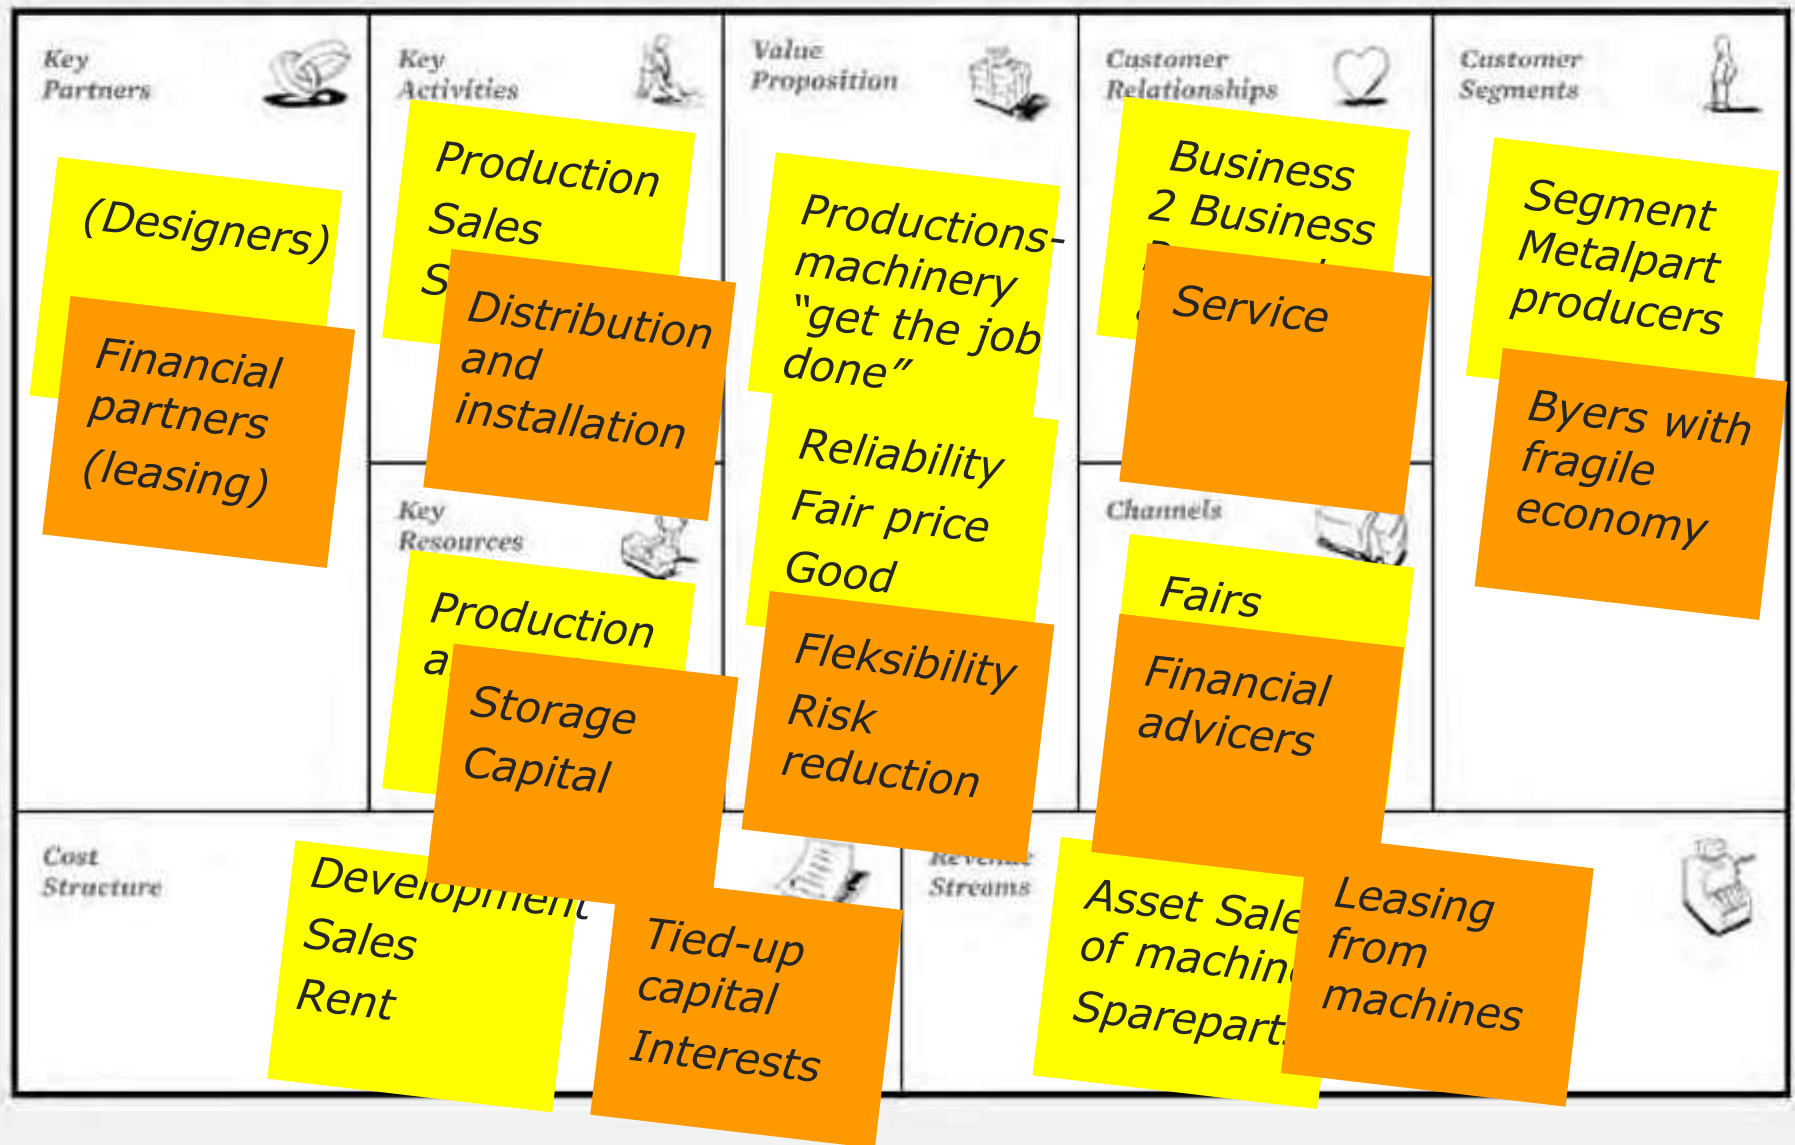 Key
Partners
(Designers)
Financial
partners
(leasing)
Key
Activities
Production
Sales
Distribution
and
installation
Key
Resources
Production
Storage
Capital
Value
Proposition
Productions-
machinery
“get the job
done”
Reliability
Fair price
Good
Fleksibility
Risk
reduction
Customer
Relationships
Business
2 Business
Service
Channels
Fairs
Financial
advicers
Customer
Segments
Segment
Metalpart
producers
Byers with
fragile
economy
Cost
Structure
Development
Sales
Rent
Tied-up
capital
Interests
Revenue
Streams
Asset Sale
of machin
Sparepart
Leasing
from
machines